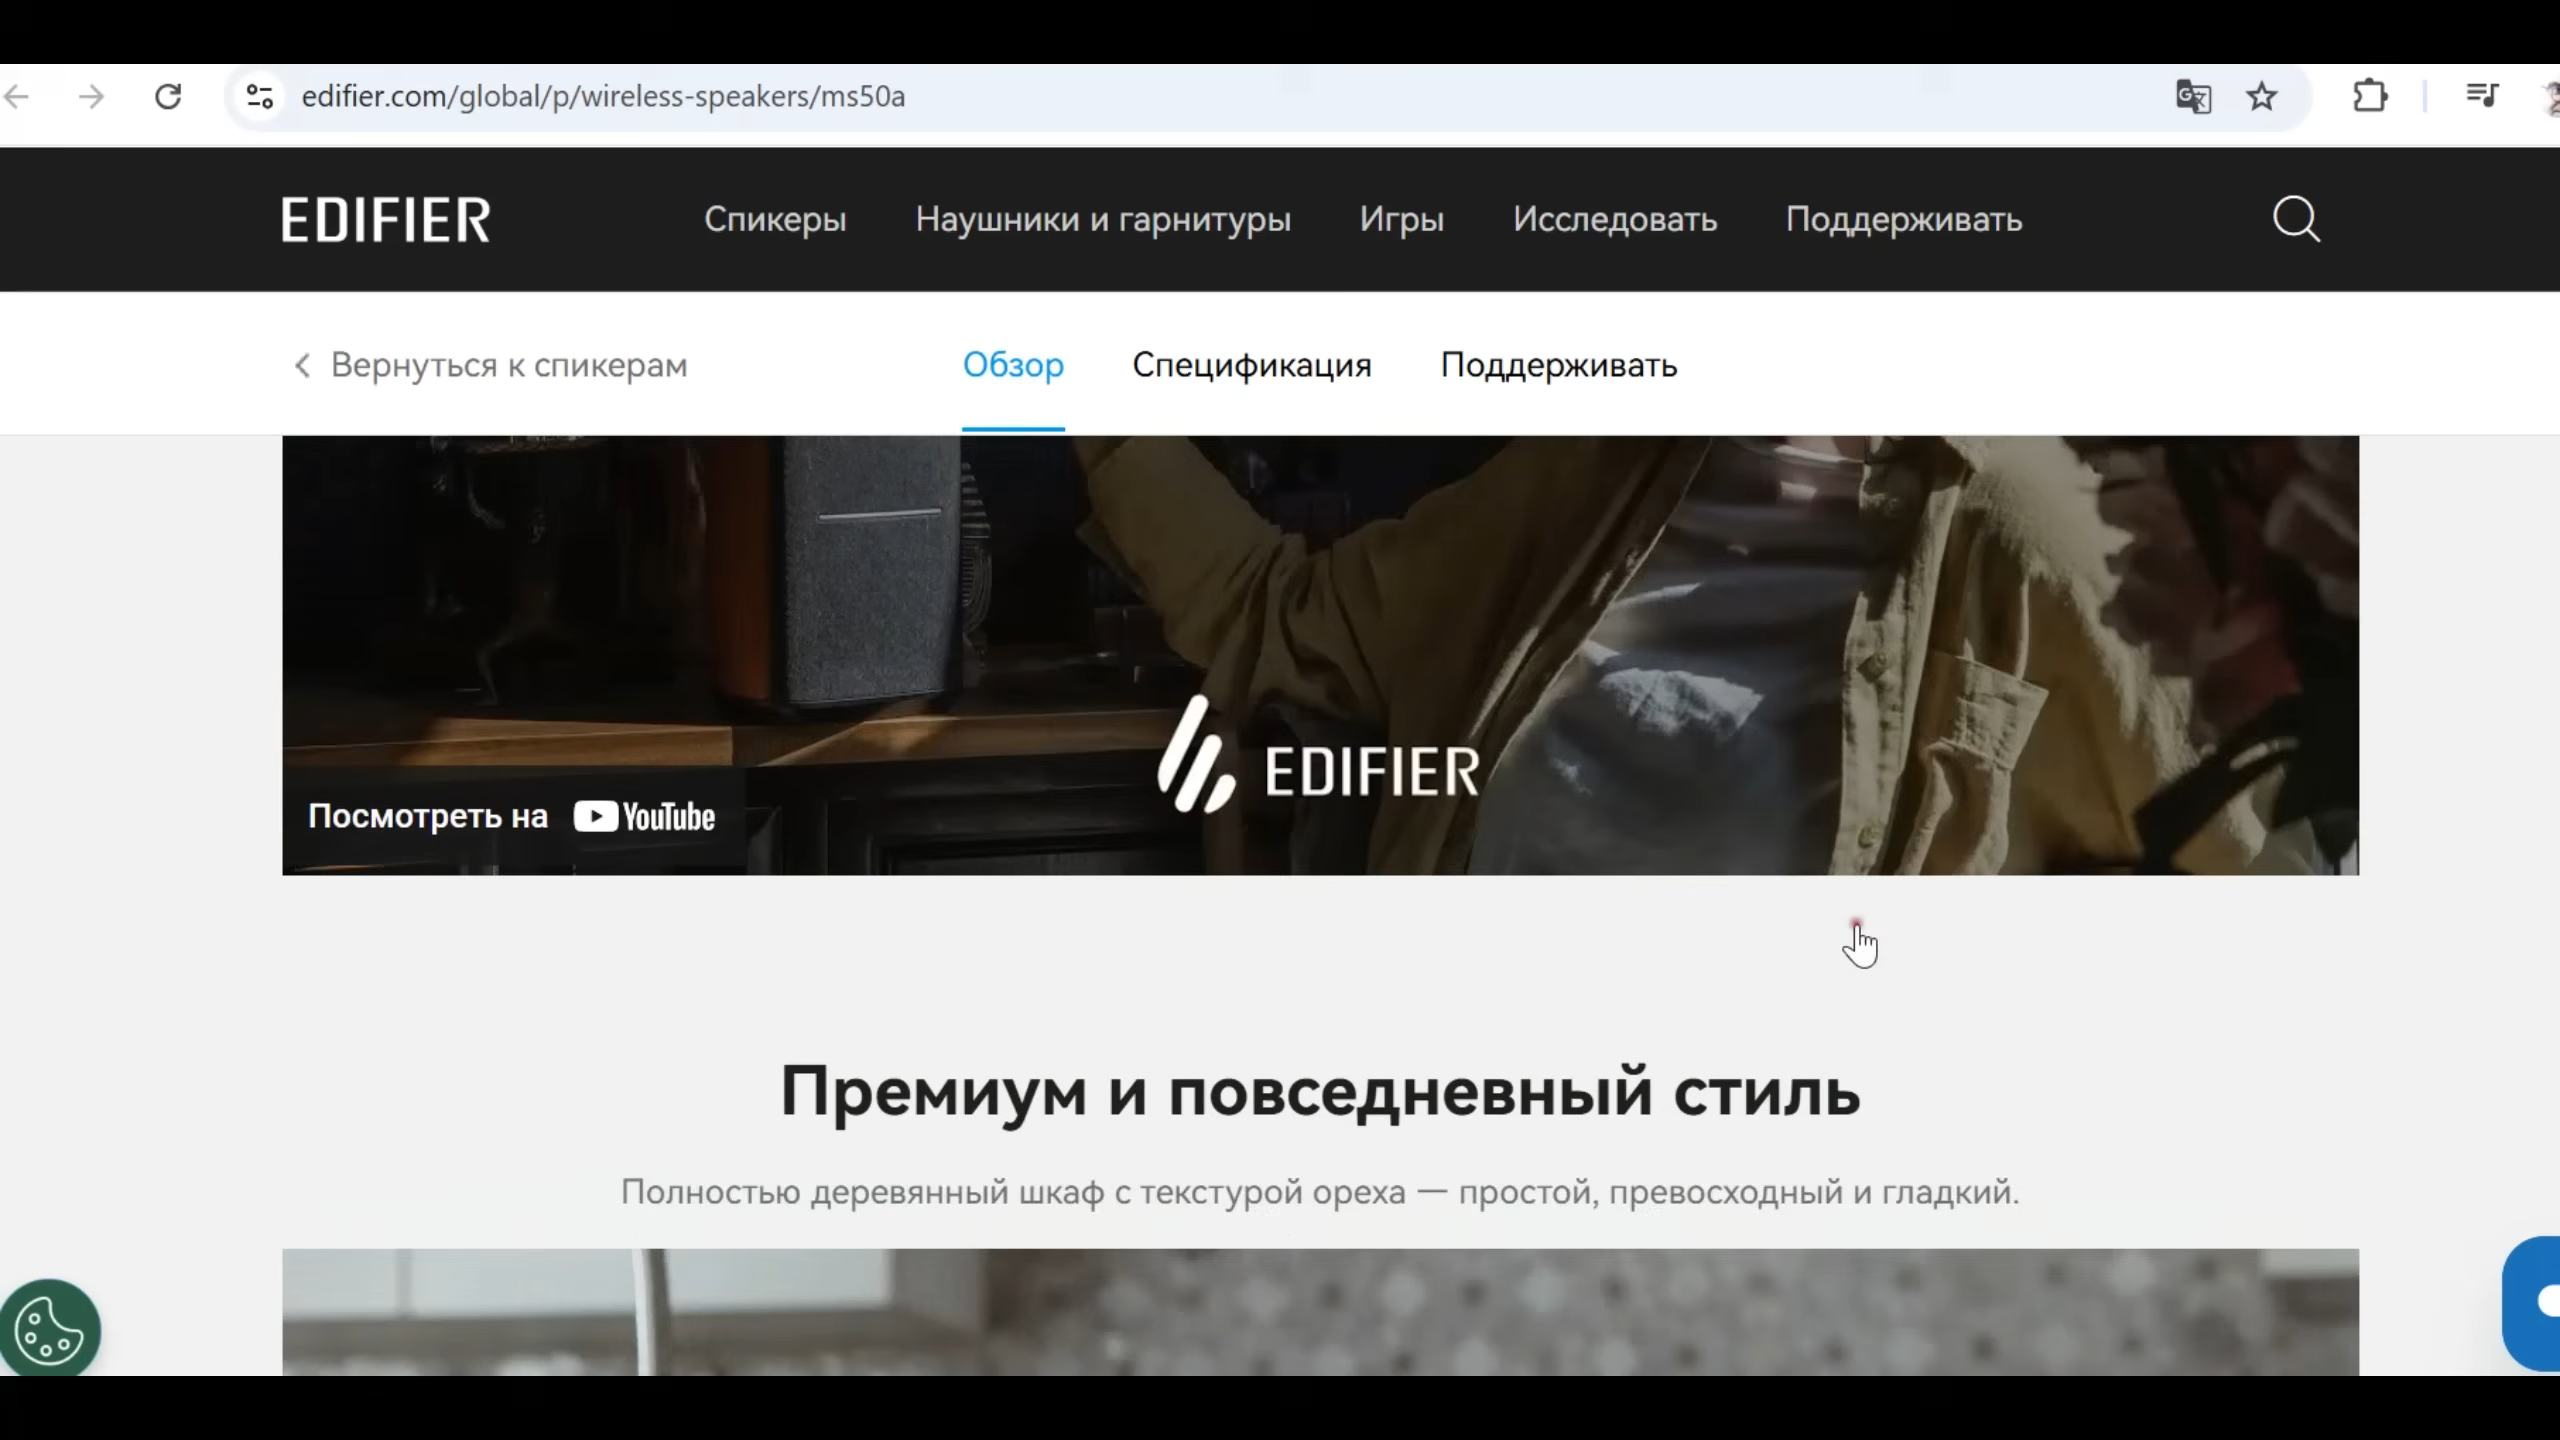 edifier.com/global/p/wireless-speakers/ms50a
EDIFIER
Спикеры
Наушники и гарнитуры
Игры
Исследовать
Поддерживать
Вернуться к спикерам
Обзор
Спецификация
Поддерживать
EDIFIER
Посмотреть на YouTube
Премиум и повседневный стиль
Полностью деревянный шкаф с текстурой ореха — простой, превосходный и гладкий.